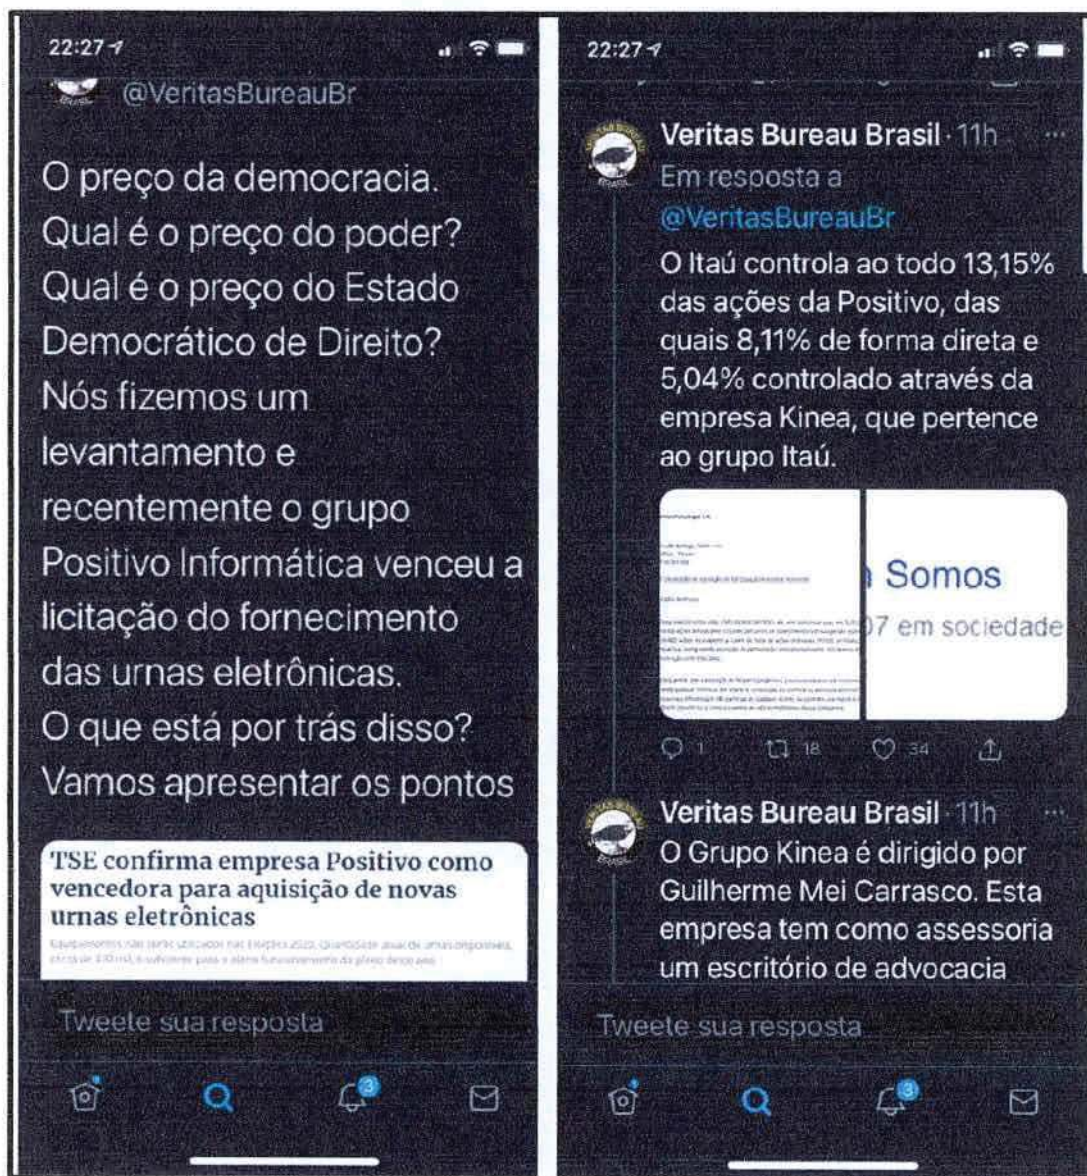 22:27
@VeritasBureauBr
O preço da democracia.
Qual é o preço do poder?
Qual é o preço do Estado
Democrático de Direito?
Nós fizemos um
levantamento e
recentemente o grupo
Positivo Informática venceu a
licitação do fornecimento
das urnas eletrônicas.
O que está por trás disso?
Vamos apresentar os pontos
TSE confirma empresa Positivo como
vencedora para aquisição de novas
urnas eletrônicas
Tweete sua resposta
3
22:27
Veritas Bureau Brasil · 11h
Em resposta a
@VeritasBureauBr
O Itaú controla ao todo 13,15%
das ações da Positivo, das
quais 8,11% de forma direta e
5,04% controlado através da
empresa Kinea, que pertence
ao grupo Itaú.
Somos
07 em sociedade
1 18 34
Veritas Bureau Brasil · 11h
O Grupo Kinea é dirigido por
Guilherme Mei Carrasco. Esta
empresa tem como assessoria
um escritório de advocacia
Tweete sua resposta
3